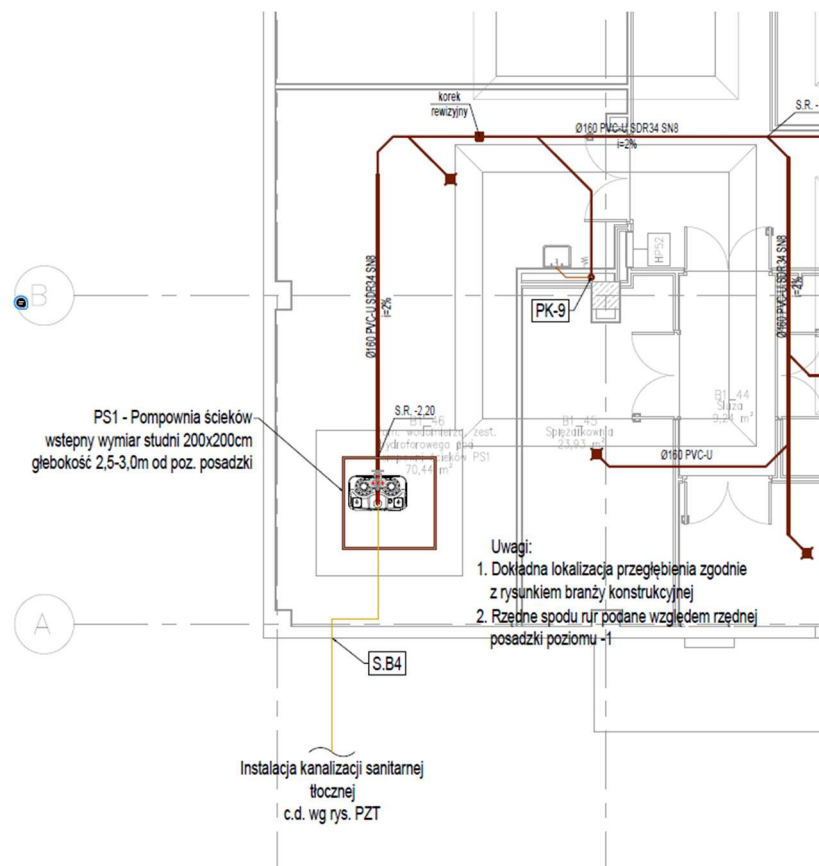 korek
rewizyjny
S.R. -
Ø160 PVC-U SDR34 SN8
i=2%
HP52
B
Ø160 PVC-U SDR34 SN8
i=2%
Ø160 PVC-U SDR34 SN8
i=2%
PK-9
PS1 - Pompownia ścieków
wstepny wymiar studni 200x200cm
głebokość 2,5-3,0m od poz. posadzki
S.R. -2,20
B1_46
wodomierza zest.
PS1
70,44 m²
B1_45
Sprężarkownia
23,93 m²
B1_44
Śluza
9,24 m²
Ø160 PVC-U
Uwagi:
1. Dokładna lokalizacja przegłębienia zgodnie
z rysunkiem branży konstrukcyjnej
2. Rzedne spodu rur podane względem rzędnej
posadzki poziomu -1
A
S.B4
Instalacja kanalizacji sanitarnej
tłocznej
c.d. wg rys. PZT